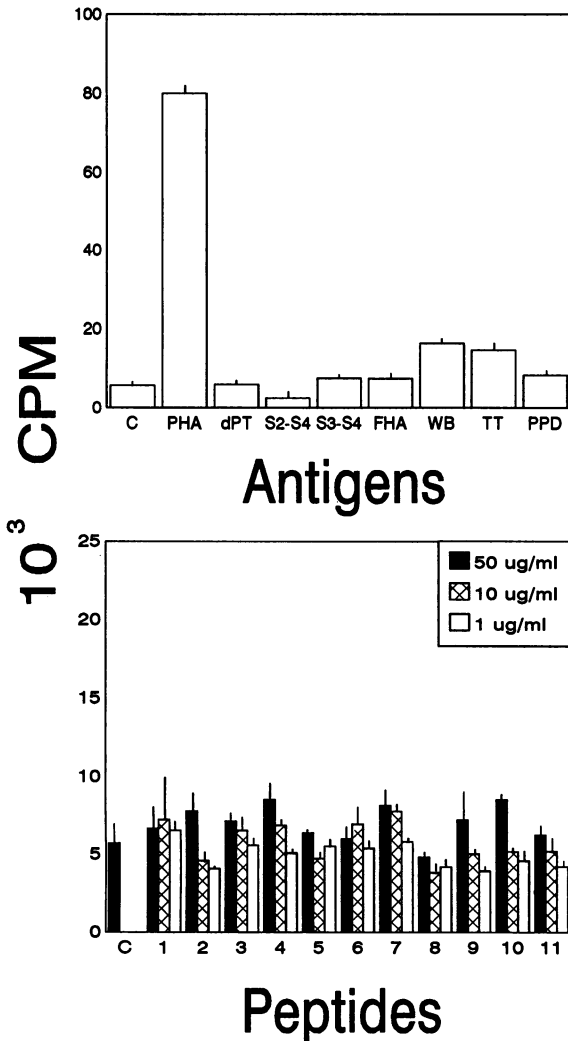 10³ CPM
100
80
60
40
20
0
C PHA dPT S2-S4 S3-S4 FHA WB TT PPD
Antigens
25
20
15
10
5
0
50 ug/ml
10 ug/ml
1 ug/ml
C 1 2 3 4 5 6 7 8 9 10 11
Peptides